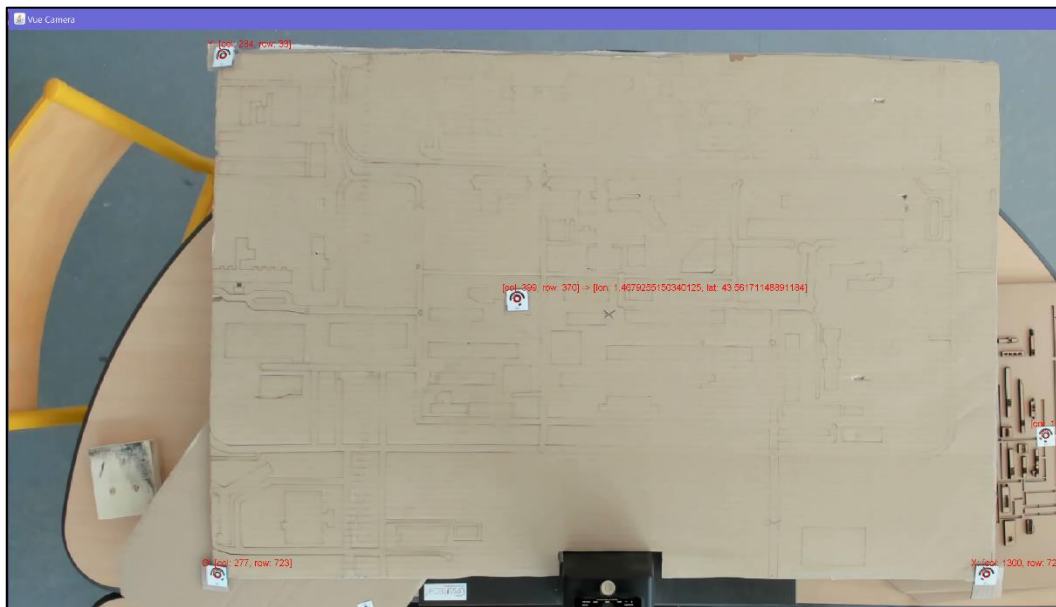 Vue Camera
Y: [col: 284, row: 33]
[col: 399, row: 370] -> [lon: 1.4679255150340125, lat: 43.56171148891184]
O: [col: 277, row: 723]
X: [col: 1300, row: 72